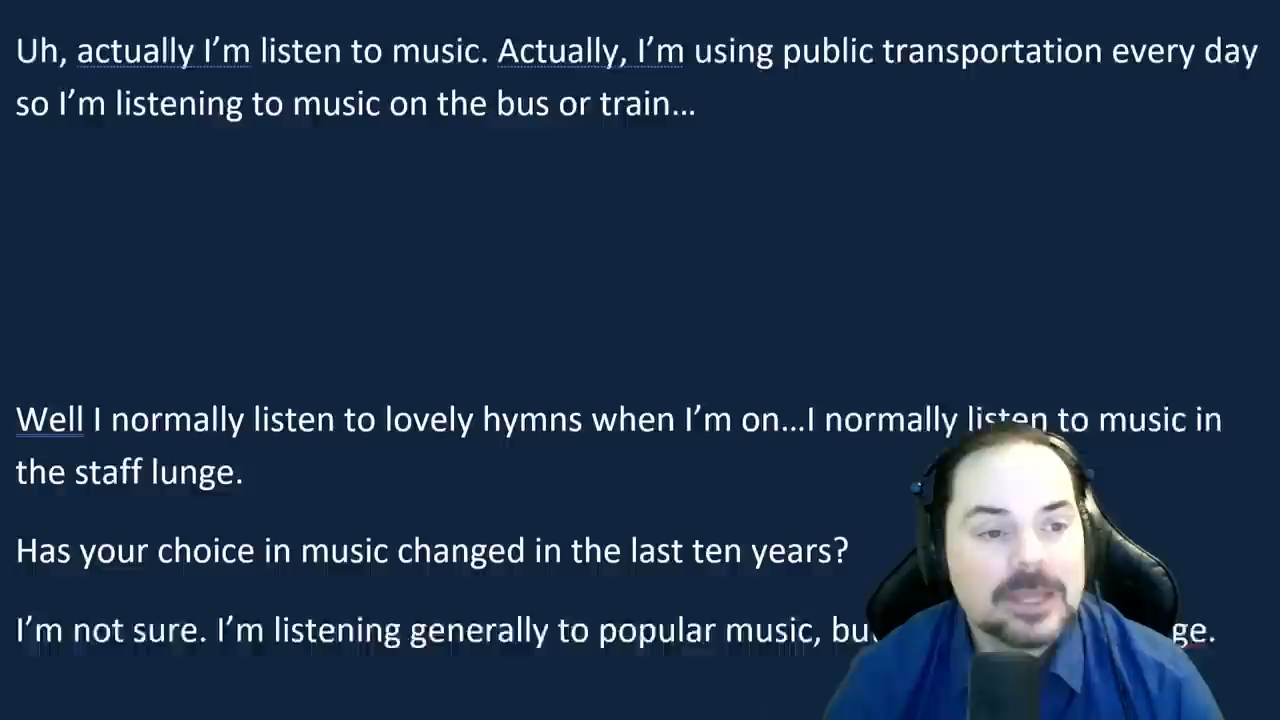 Uh, actually I’m listen to music. Actually, I’m using public transportation every day
so I’m listening to music on the bus or train…
Well I normally listen to lovely hymns when I’m on…I normally listen to music in
the staff lunge.
Has your choice in music changed in the last ten years?
I’m not sure. I’m listening generally to popular music,